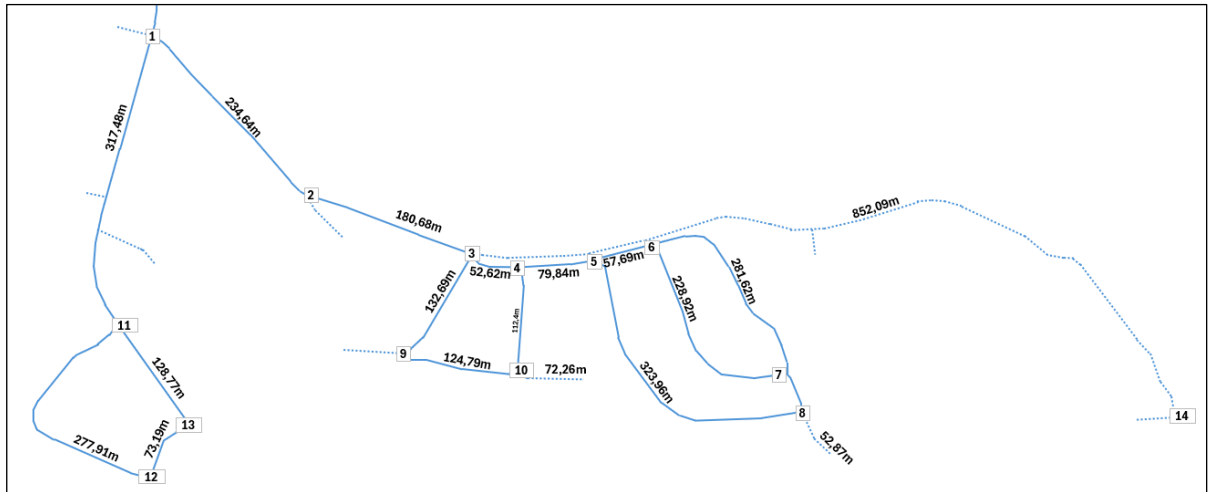 1
317,48m
234,64m
2
180,68m
852,09m
3
52,62m
4
79,84m
5
57,69m
6
132,69m
112,4m
228,92m
281,62m
11
9
124,79m
10
72,26m
323,96m
7
128,77m
8
14
13
73,19m
277,91m
12
52,87m